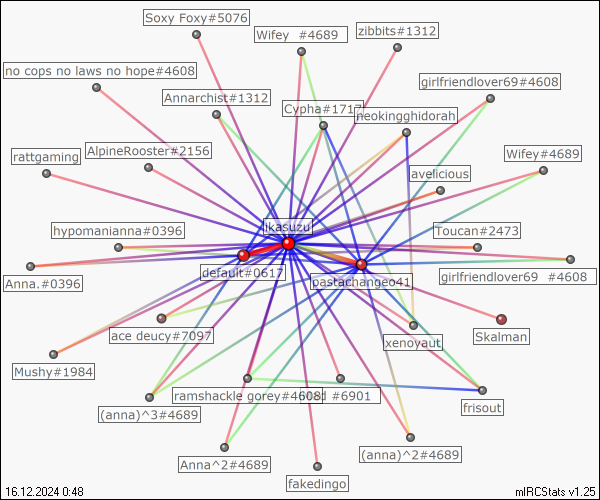 Soxy Foxy#5076
Wifey  #4689
zibbits#1312
no cops no laws no hope#4608
girlfriendlover69#4608
Annarchist#1312
Cypha#1717
neokingghidorah
rattgaming
AlpineRooster#2156
Wifey#4689
avelicious
ikasuzu
hypomanianna#0396
Toucan#2473
default#0617
pastachangeo41
Anna.#0396
girlfriendlover69  #4608
ace deucy#7097
xenoyaut
Skalman
Mushy#1984
ramshackle gorey#4608
#6901
frisout
(anna)^3#4689
Anna^2#4689
(anna)^2#4689
fakedingo
16.12.2024 0:48
mIRCStats v1.25